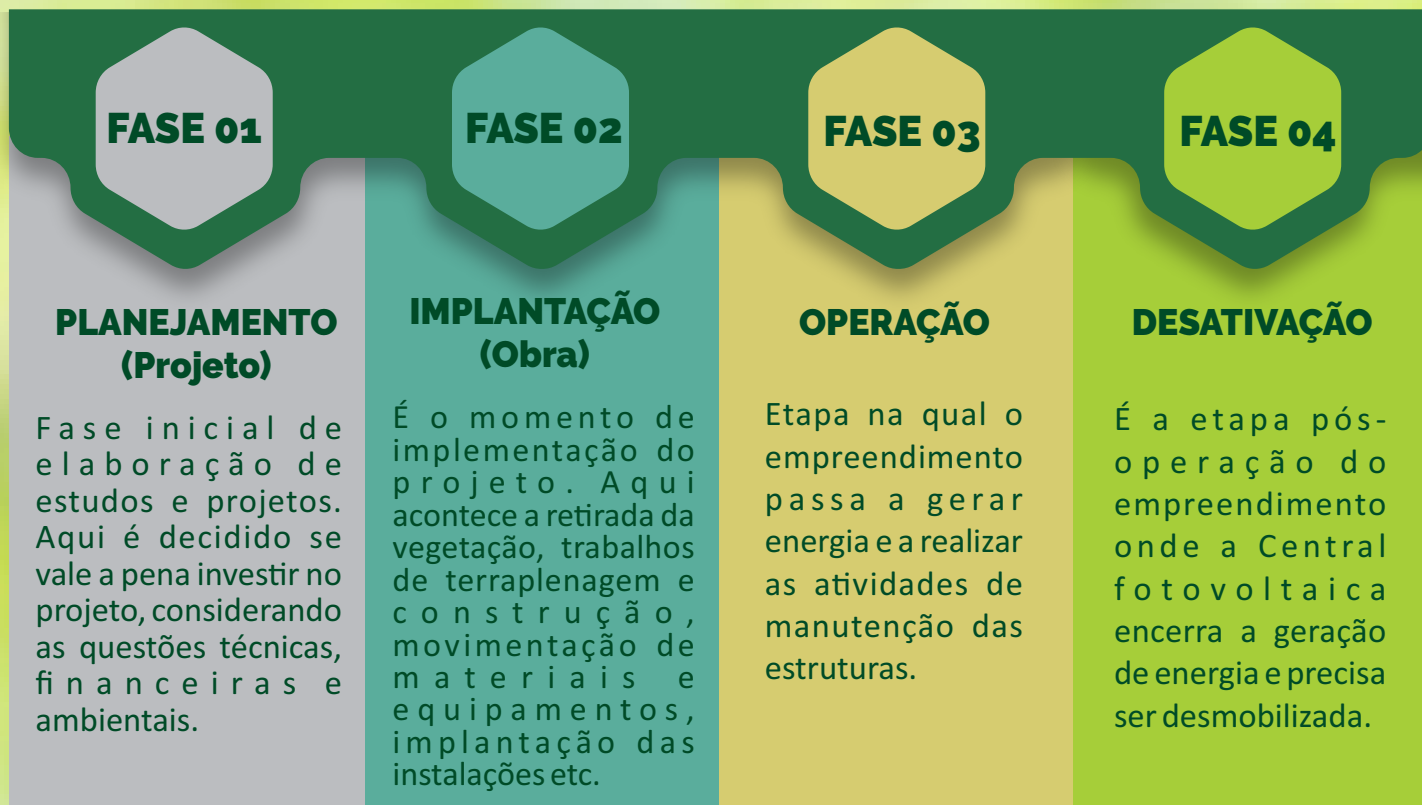 FASE 01
PLANEJAMENTO
(Projeto)
Fase inicial de
elaboração de
estudos e projetos.
Aqui é decidido se
vale a pena investir no
projeto, considerando
as questões técnicas,
financeiras e
ambientais.
FASE 02
IMPLANTAÇÃO
(Obra)
É o momento de
implementação do
projeto. Aqui
acontece a retirada da
vegetação, trabalhos
de terraplenagem e
construção,
movimentação de
materiais e
equipamentos,
implantação das
instalações etc.
FASE 03
OPERAÇÃO
Etapa na qual o
empreendimento
passa a gerar
energia e a realizar
as atividades de
manutenção das
estruturas.
FASE 04
DESATIVAÇÃO
É a etapa pós-
operação do
empreendimento
onde a Central
fotovoltaica
encerra a geração
de energia e precisa
ser desmobilizada.